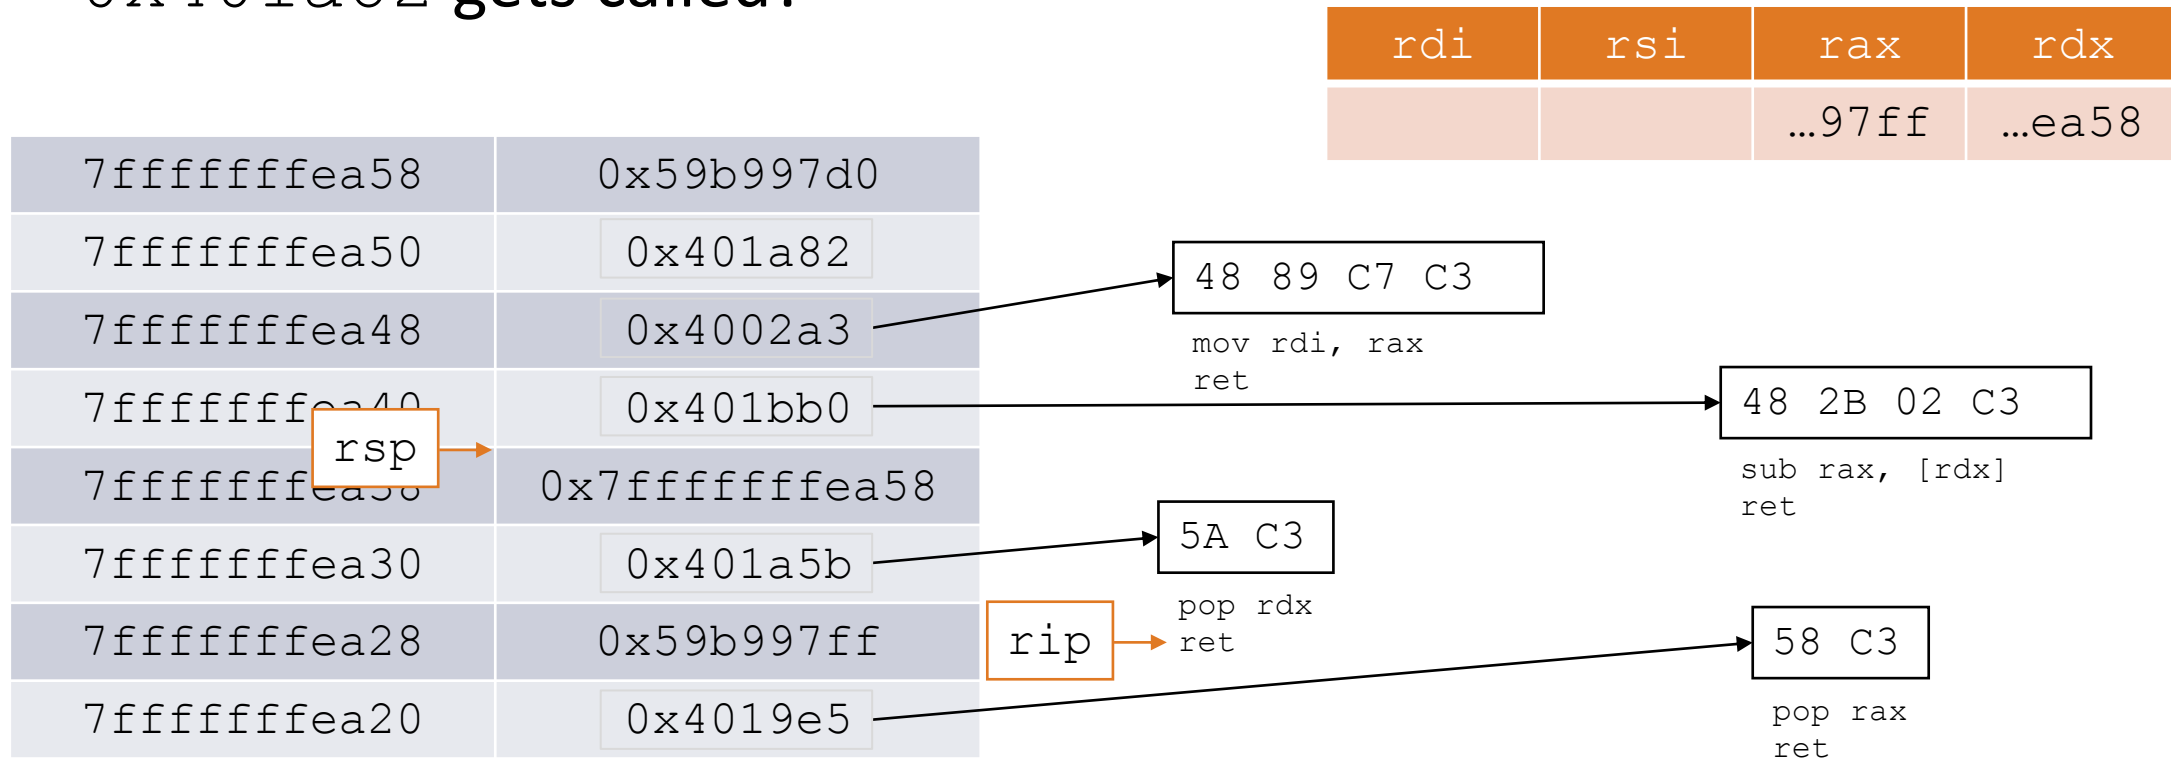 gets called?
rdi rsi rax rdx
…97ff …ea58
7fffffffea58 0x59b997d0
7fffffffea50 0x401a82
7fffffffea48 0x4002a3
0x401bb0
rsp
0x7fffffffea58
7fffffffea30 0x401a5b
7fffffffea28 0x59b997ff
7fffffffea20 0x4019e5
48 89 C7 C3
mov rdi, rax
ret
48 2B 02 C3
sub rax, [rdx]
ret
5A C3
pop rdx
rip
ret
58 C3
pop rax
ret